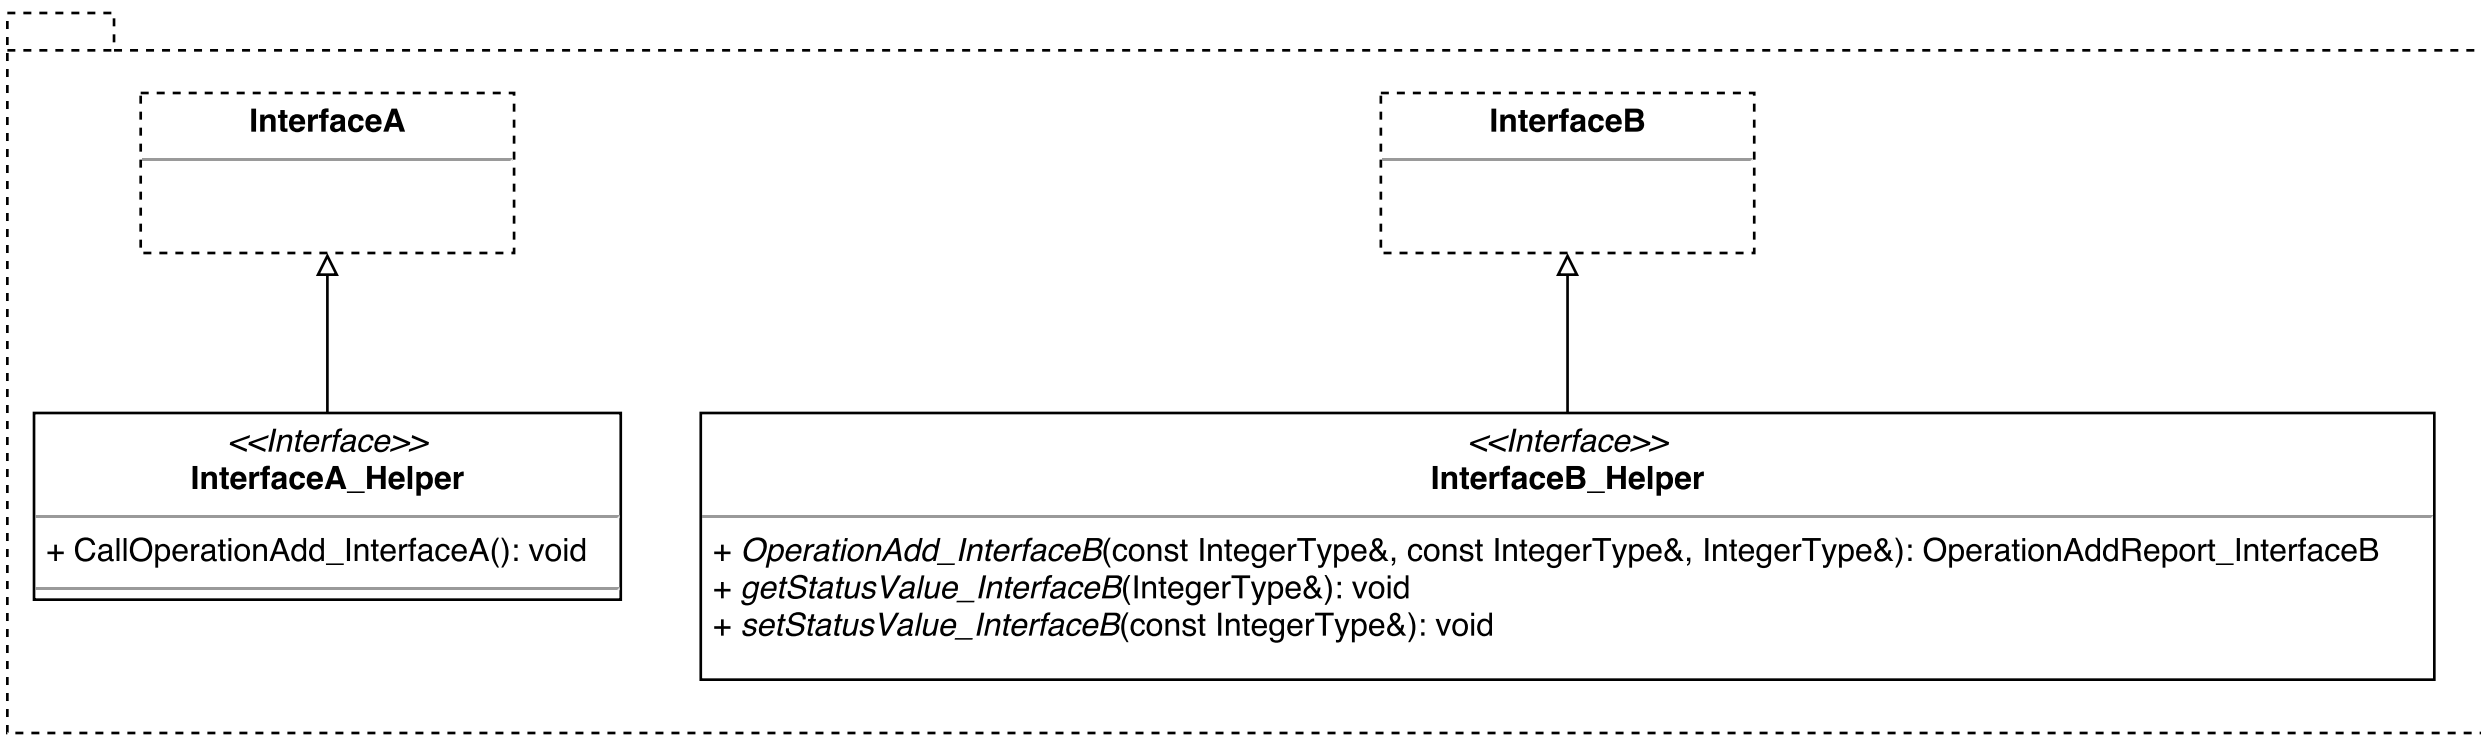 InterfaceA
InterfaceB
<<Interface>>
InterfaceA_Helper
+ CallOperationAdd_InterfaceA(): void
<<Interface>>
InterfaceB_Helper
+ OperationAdd_InterfaceB(const IntegerType&, const IntegerType&, IntegerType&): OperationAddReport_InterfaceB
+ getStatusValue_InterfaceB(IntegerType&): void
+ setStatusValue_InterfaceB(const IntegerType&): void